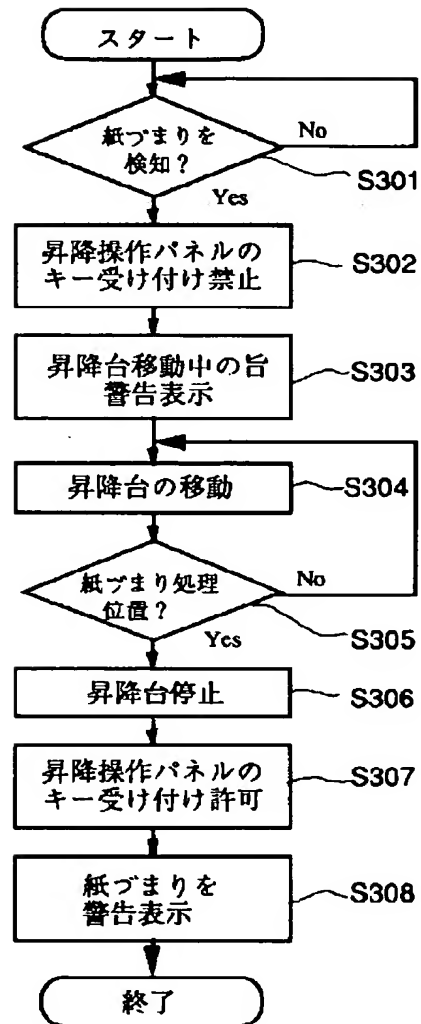 スタート
紙づまりを
検知？
No
S301
Yes
昇降操作パネルの
キー受け付け禁止
S302
昇降台移動中の旨
警告表示
S303
昇降台の移動
S304
紙づまり処理
位置？
No
S305
Yes
昇降台停止
S306
昇降操作パネルの
キー受け付け許可
S307
紙づまりを
警告表示
S308
終了